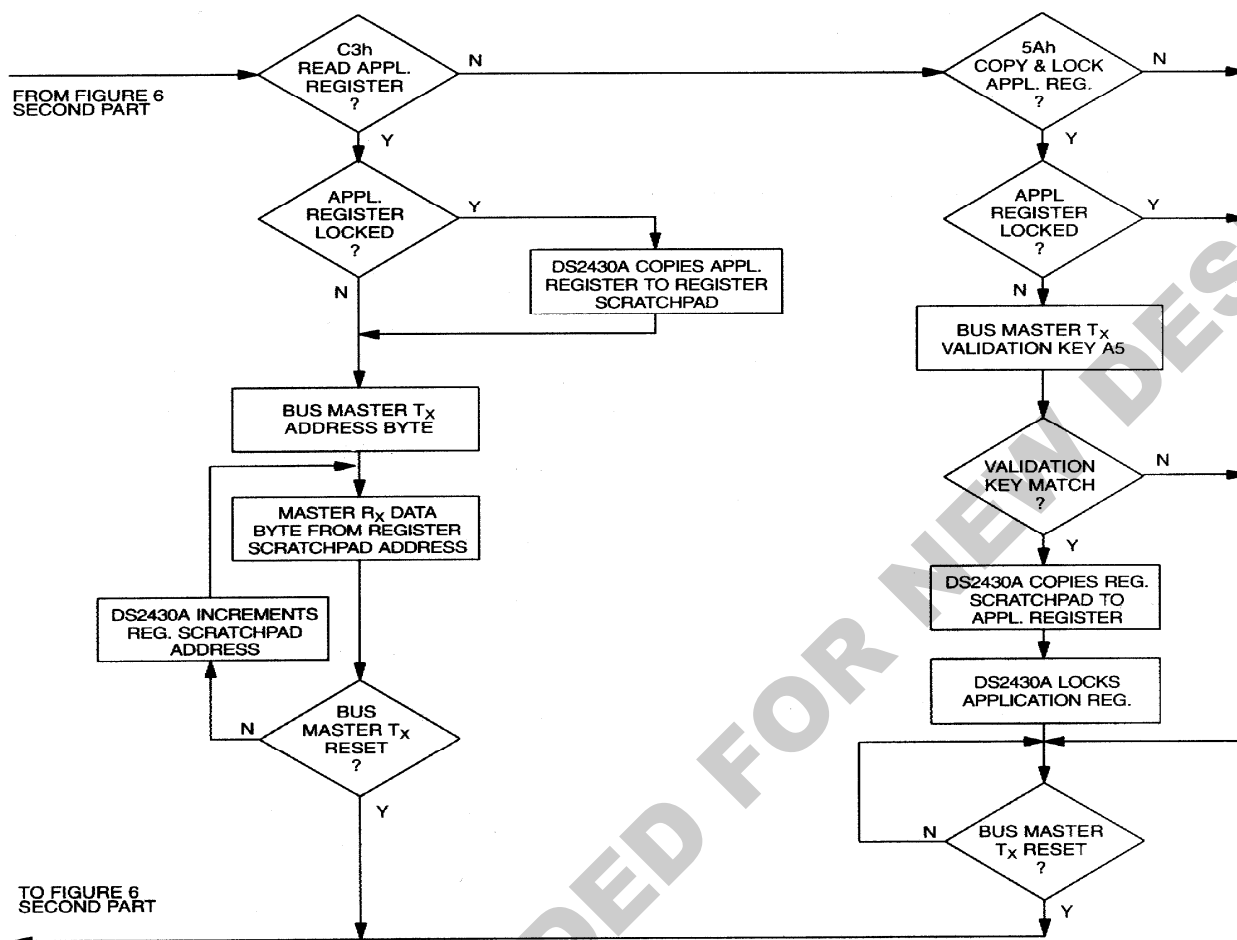 C3h
READ APPL.
REGISTER
?
N
Y
FROM FIGURE 6
SECOND PART
APPL.
REGISTER
LOCKED
?
Y
N
DS2430A COPIES APPL.
REGISTER TO REGISTER
SCRATCHPAD
BUS MASTER TX
ADDRESS BYTE
MASTER RX DATA
BYTE FROM REGISTER
SCRATCHPAD ADDRESS
DS2430A INCREMENTS
REG. SCRATCHPAD
ADDRESS
BUS
MASTER TX
RESET
?
N
Y
5Ah
COPY & LOCK
APPL. REG.
?
N
Y
APPL
REGISTER
LOCKED
?
Y
N
BUS MASTER TX
VALIDATION KEY A5
VALIDATION
KEY MATCH
?
N
Y
DS2430A COPIES REG.
SCRATCHPAD TO
APPL. REGISTER
DS2430A LOCKS
APPLICATION REG.
BUS MASTER
TX RESET
?
N
Y
TO FIGURE 6
SECOND PART
DED FOR NEW DES